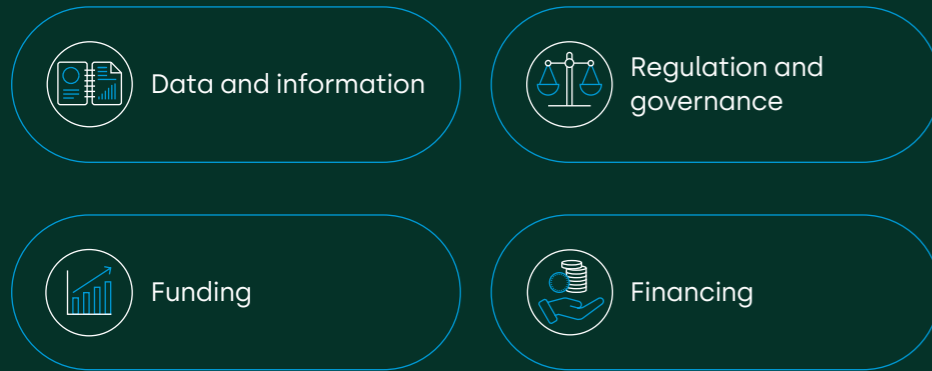 Data and information
Regulation and
governance
Funding
Financing